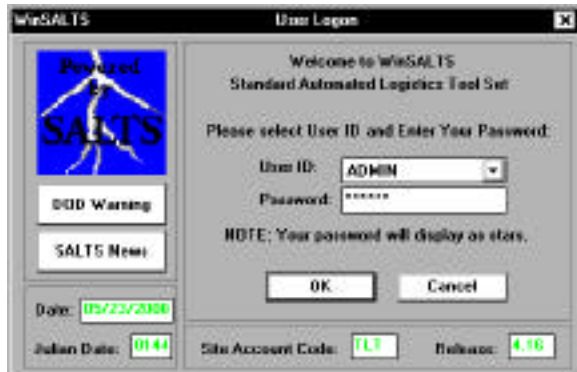 WinSALTS User Logon
Powered
by
SALTS
DOD Warning
SALTS News
Date: 05/23/2000
Julian Date: 0144
Welcome to WinSALTS
Standard Automated Logistics Tool Set
Please select User ID and Enter Your Password:
User ID: ADMIN
Password: ******
NOTE: Your password will display as stars.
OK Cancel
Site Account Code: TLT Release: 4.16